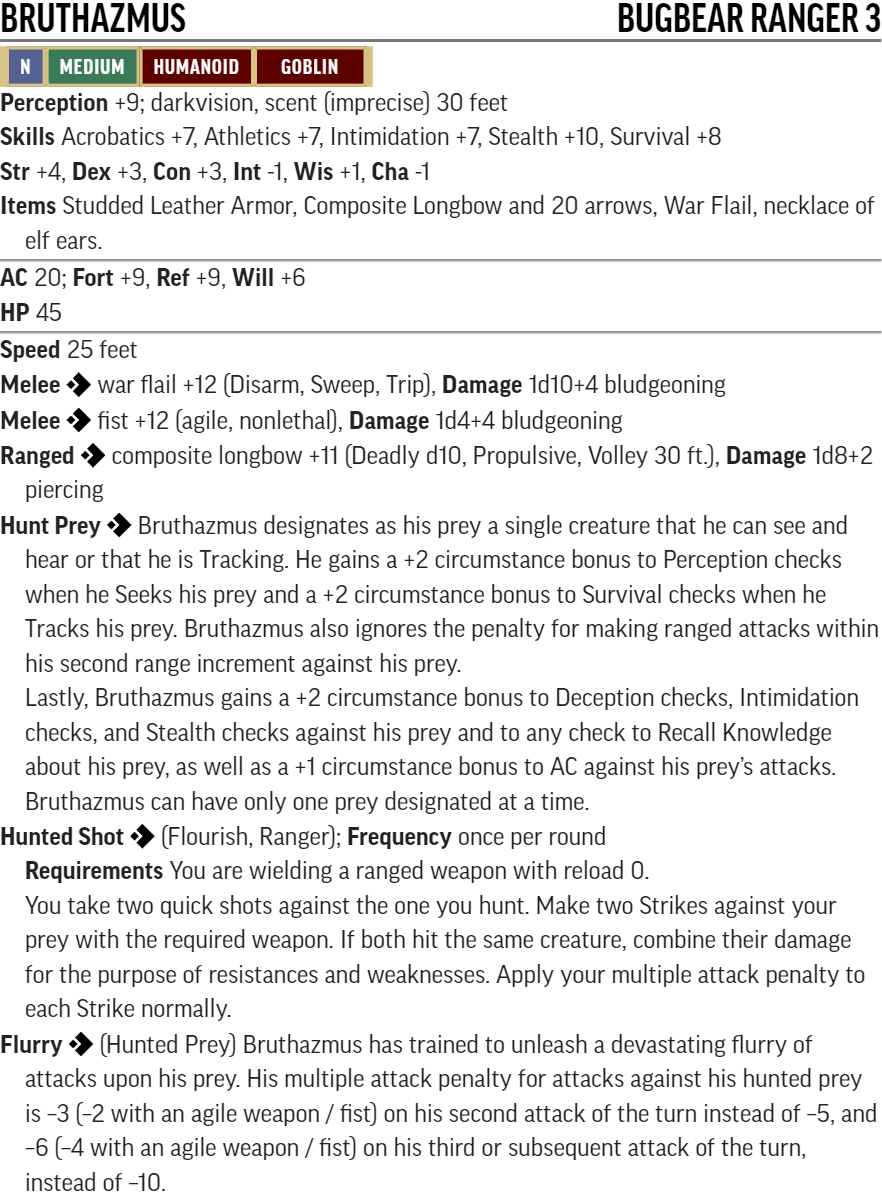 BRUTHAZMUS BUGBEAR RANGER 3
N MEDIUM HUMANOID GOBLIN
Perception +9; darkvision, scent (imprecise) 30 feet
Skills Acrobatics +7, Athletics +7, Intimidation +7, Stealth +10, Survival +8
Str +4, Dex +3, Con +3, Int -1, Wis +1, Cha -1
Items Studded Leather Armor, Composite Longbow and 20 arrows, War Flail, necklace of
elf ears.
AC 20; Fort +9, Ref +9, Will +6
HP 45
Speed 25 feet
Melee war flail +12 (Disarm, Sweep, Trip), Damage 1d10+4 bludgeoning
Melee fist +12 (agile, nonlethal), Damage 1d4+4 bludgeoning
Ranged composite longbow +11 (Deadly d10, Propulsive, Volley 30 ft.), Damage 1d8+2
piercing
Hunt Prey Bruthazmus designates as his prey a single creature that he can see and
hear or that he is Tracking. He gains a +2 circumstance bonus to Perception checks
when he Seeks his prey and a +2 circumstance bonus to Survival checks when he
Tracks his prey. Bruthazmus also ignores the penalty for making ranged attacks within
his second range increment against his prey.
Lastly, Bruthazmus gains a +2 circumstance bonus to Deception checks, Intimidation
checks, and Stealth checks against his prey and to any check to Recall Knowledge
about his prey, as well as a +1 circumstance bonus to AC against his prey's attacks.
Bruthazmus can have only one prey designated at a time.
Hunted Shot (Flourish, Ranger); Frequency once per round
Requirements You are wielding a ranged weapon with reload 0.
You take two quick shots against the one you hunt. Make two Strikes against your
prey with the required weapon. If both hit the same creature, combine their damage
for the purpose of resistances and weaknesses. Apply your multiple attack penalty to
each Strike normally.
Flurry (Hunted Prey) Bruthazmus has trained to unleash a devastating flurry of
attacks upon his prey. His multiple attack penalty for attacks against his hunted prey
is –3 (–2 with an agile weapon / fist) on his second attack of the turn instead of –5, and
–6 (–4 with an agile weapon / fist) on his third or subsequent attack of the turn,
instead of –10.